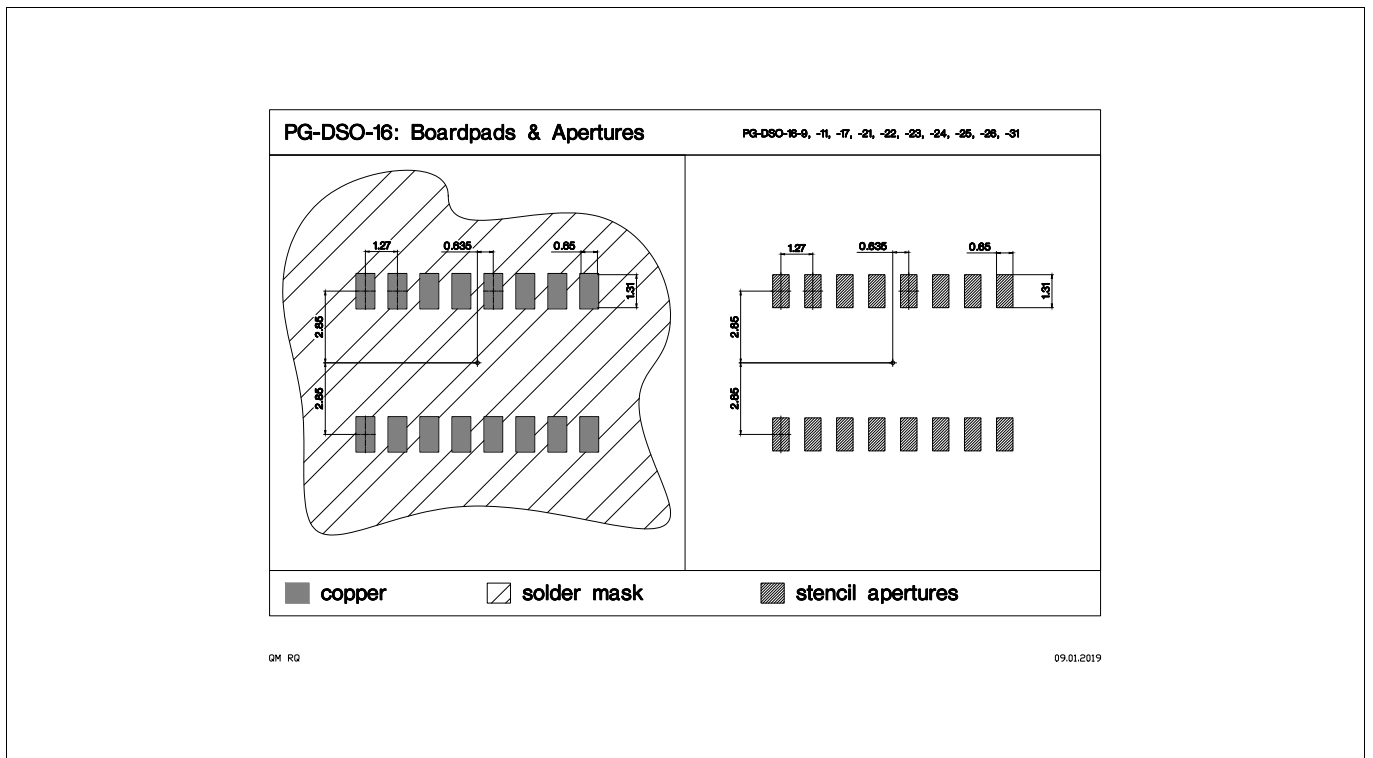 PG-DSO-16: Boardpads & Apertures
PG-DSO-16-9, -11, -17, -21, -22, -23, -24, -25, -26, -31
1.27
0.635
0.65
1.31
2.85
2.85
1.27
0.635
0.65
1.31
2.85
2.85
copper
solder mask
stencil apertures
QM RQ
09.01.2019